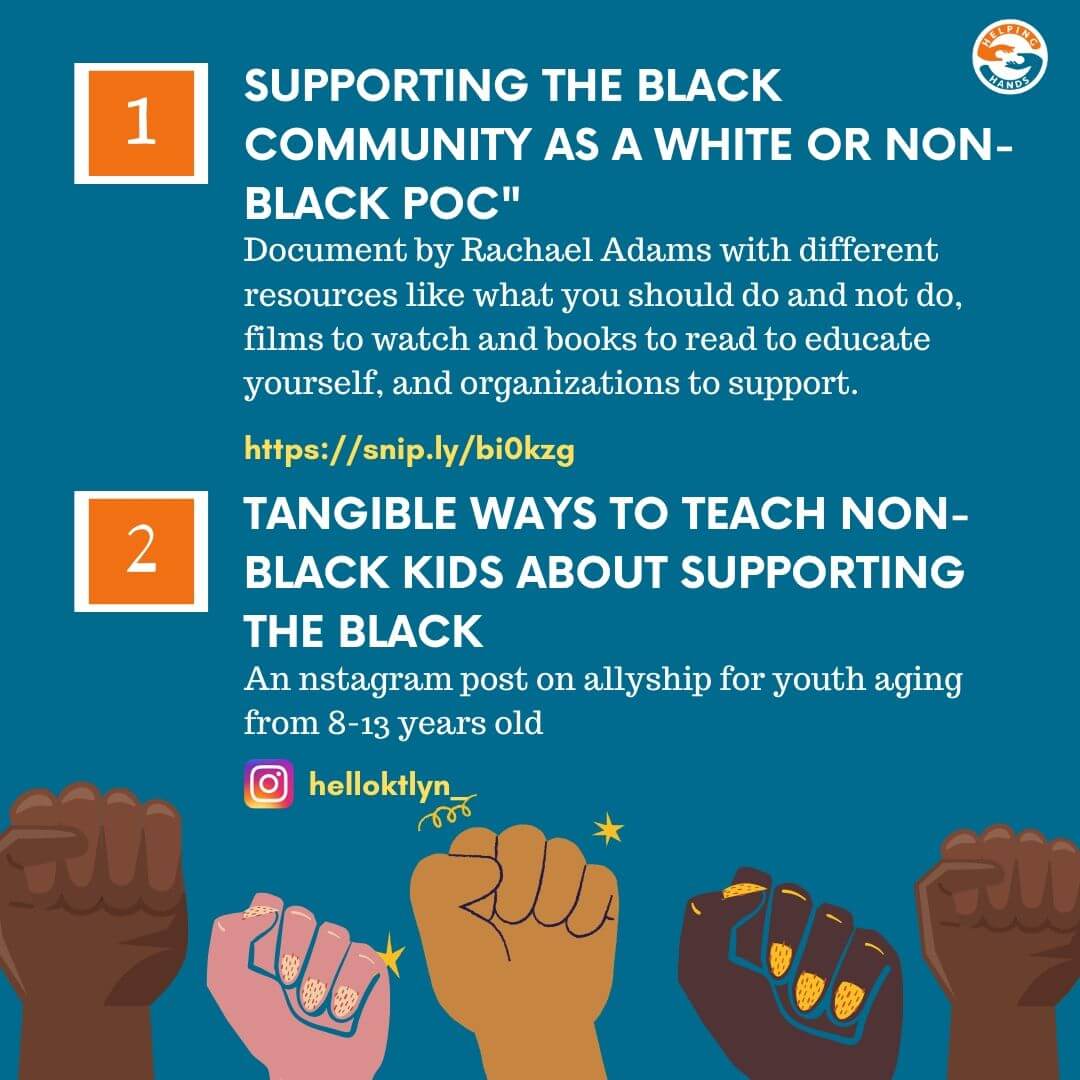 HELPING
HANDS
1
SUPPORTING THE BLACK
COMMUNITY AS A WHITE OR NON-
BLACK POC"
Document by Rachael Adams with different
resources like what you should do and not do,
films to watch and books to read to educate
yourself, and organizations to support.
https://snip.ly/bi0kzg
2
TANGIBLE WAYS TO TEACH NON-
BLACK KIDS ABOUT SUPPORTING
THE BLACK
An nstagram post on allyship for youth aging
from 8-13 years old
helloktlyn_